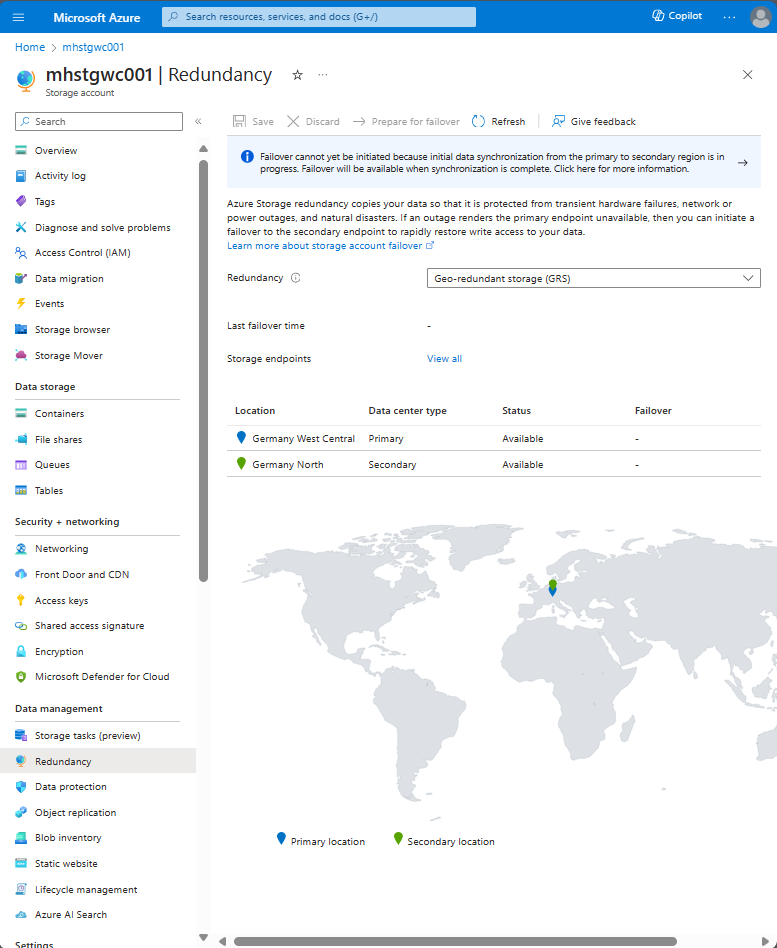 Microsoft Azure
Search resources, services, and docs (G+/)
Copilot
...
Home > mhstgwc001
mhstgwc001 | Redundancy
...
Storage account
Search
«
Save
Discard
Prepare for failover
Refresh
Give feedback
Overview
Activity log
Tags
Diagnose and solve problems
Access Control (IAM)
Data migration
Events
Storage browser
Storage Mover
Data storage
Containers
File shares
Queues
Tables
Security + networking
Networking
Front Door and CDN
Access keys
Shared access signature
Encryption
Microsoft Defender for Cloud
Data management
Storage tasks (preview)
Redundancy
Data protection
Object replication
Blob inventory
Static website
Lifecycle management
Azure AI Search
Settings
Failover cannot yet be initiated because initial data synchronization from the primary to secondary region is in
progress. Failover will be available when synchronization is complete. Click here for more information.
Azure Storage redundancy copies your data so that it is protected from transient hardware failures, network or
power outages, and natural disasters. If an outage renders the primary endpoint unavailable, then you can initiate a
failover to the secondary endpoint to rapidly restore write access to your data.
Learn more about storage account failover
Redundancy
Geo-redundant storage (GRS)
Last failover time
-
Storage endpoints
View all
Location Data center type Status Failover
Germany West Central Primary Available -
Germany North Secondary Available -
Primary location
Secondary location